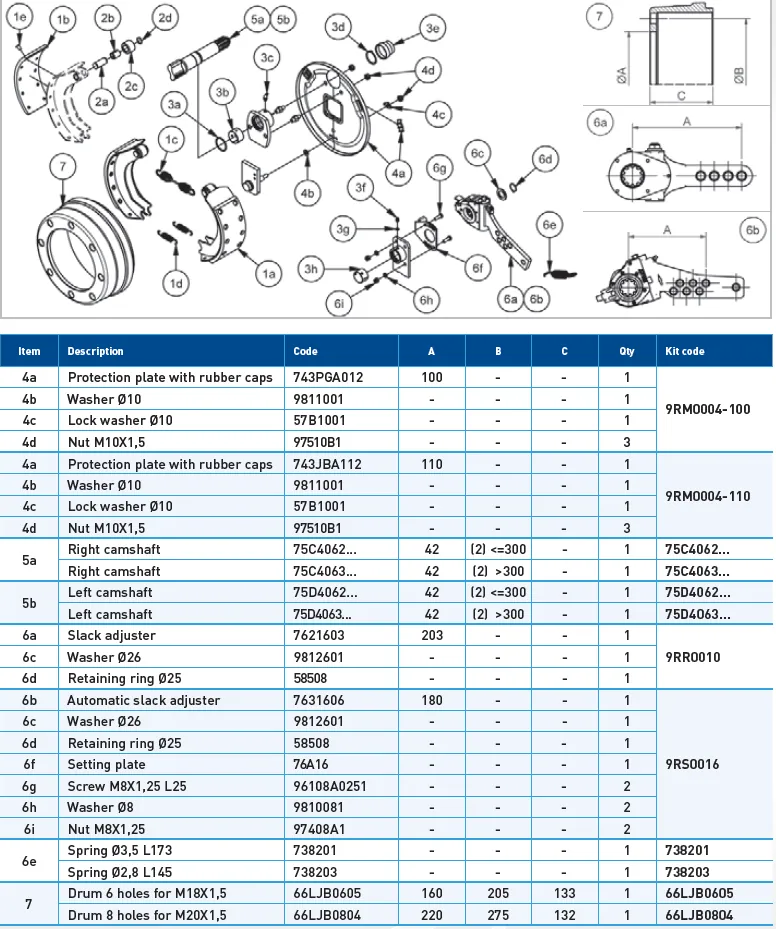 1e
1b
2b
2d
5a
5b
2a
2c
3d
3e
3c
4d
3b
3a
4c
1c
4a
4b
7
6c
6d
6g
3f
3g
6e
3h
6f
1a
1d
6i
6h
6a
6b
7
ØA
ØB
C
6a
A
6b
A
Item Description Code A B C Qty Kit code
4a Protection plate with rubber caps 743PGA012 100 - - 1
4b Washer Ø10 9811001 - - - 1
9RM0004-100
4c Lock washer Ø10 57B1001 - - - 1
4d Nut M10X1,5 97510B1 - - - 3
4a Protection plate with rubber caps 743JBA112 110 - - 1
4b Washer Ø10 9811001 - - - 1
9RM0004-110
4c Lock washer Ø10 57B1001 - - - 1
4d Nut M10X1,5 97510B1 - - - 3
5a
Right camshaft 75C4062... 42 (2) <=300 - 1 75C4062...
Right camshaft 75C4063... 42 (2) >300 - 1 75C4063...
5b
Left camshaft 75D4062... 42 (2) <=300 - 1 75D4062...
Left camshaft 75D4063... 42 (2) >300 - 1 75D4063...
6a Slack adjuster 7621603 203 - - 1
6c Washer Ø26 9812601 - - - 1 9RR0010
6d Retaining ring Ø25 58508 - - - 1
6b Automatic slack adjuster 7631606 180 - - 1
6c Washer Ø26 9812601 - - - 1
6d Retaining ring Ø25 58508 - - - 1
6f Setting plate 76A16 - - - 1 9RS0016
6g Screw M8X1,25 L25 96108A0251 - - - 2
6h Washer Ø8 9810081 - - - 2
6i Nut M8X1,25 97408A1 - - - 2
6e
Spring Ø3,5 L173 738201 - - - 1 738201
Spring Ø2,8 L145 738203 - - - 1 738203
7
Drum 6 holes for M18X1,5 66LJB0605 160 205 133 1 66LJB0605
Drum 8 holes for M20X1,5 66LJB0804 220 275 132 1 66LJB0804